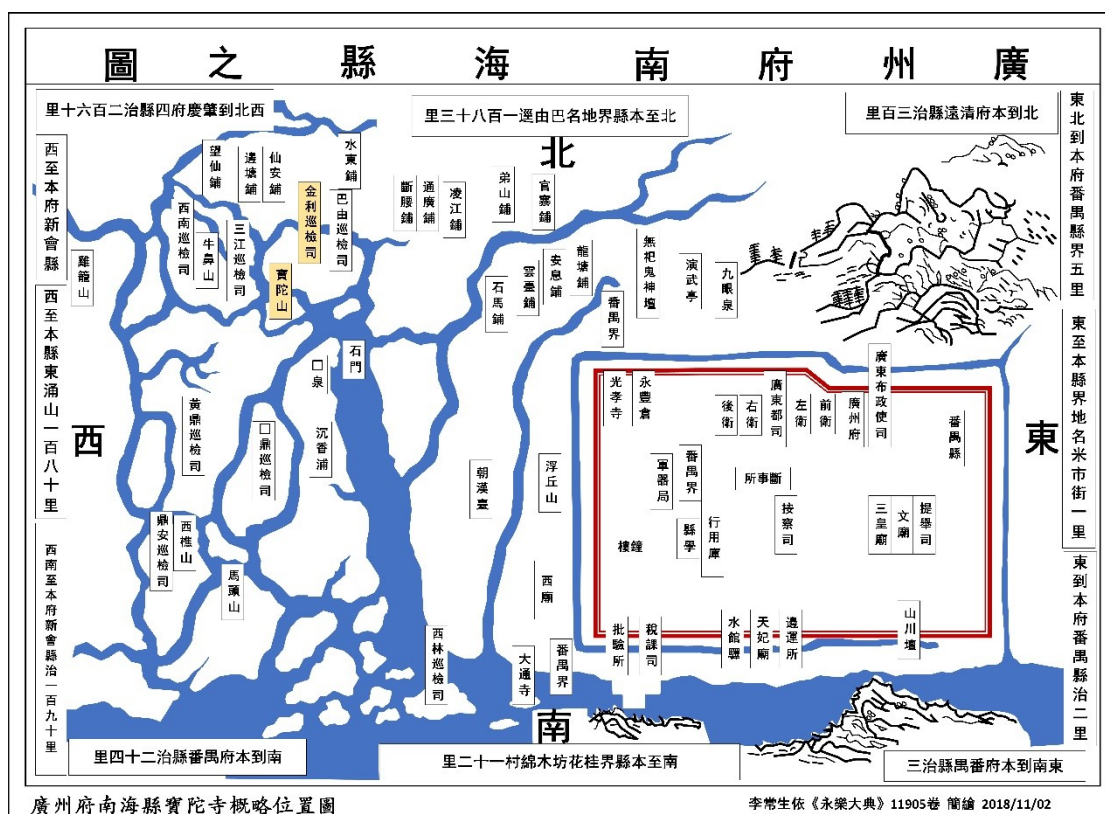 廣州府南海縣之圖
北到本府清遠縣治三百里
北至本縣界地名巴由逕一百八十三里
西北到肇慶府四縣治二百六十里
東北到本府番禺縣界五里
東至本縣界地名米市街一里
東到本府番禺縣治二里
西至本府新會縣
西至本縣東涌山一百八十里
西南至本府新會縣治一百九十里
北
東
西
南
九眼泉
演武亭
無祀鬼神壇
番禺界
龍塘鋪
安息鋪
雲臺鋪
石馬鋪
官窰鋪
弟山鋪
凌江鋪
通廣鋪
斷腰鋪
水東鋪
巴由巡檢司
金利巡檢司
仙安鋪
邊塘鋪
望仙鋪
寶陀山
三江巡檢司
牛鼻山
西南巡檢司
雞籠山
石門
□泉
沉香浦
□鼎巡檢司
黃鼎巡檢司
西樵山
鼎安巡檢司
馬頭山
朝漢臺
浮丘山
西廟
番禺界
大通寺
西林巡檢司
番禺縣
廣東布政使司
廣州府
前衛
左衛
廣東都司
右衛
後衛
永豐倉
光孝寺
番禺界
軍器局
斷事所
按察司
行用庫
縣學
鐘樓
提舉司
文廟
三皇廟
山川壇
遞運所
天妃廟
水館驛
稅課司
批驗所
東南到本府番禺縣治三
南至本縣界桂花坊木綿村一十二里
南到本府番禺縣治二十四里
廣州府南海縣寶陀寺概略位置圖
李常生依《永樂大典》11905卷 簡繪 2018/11/02